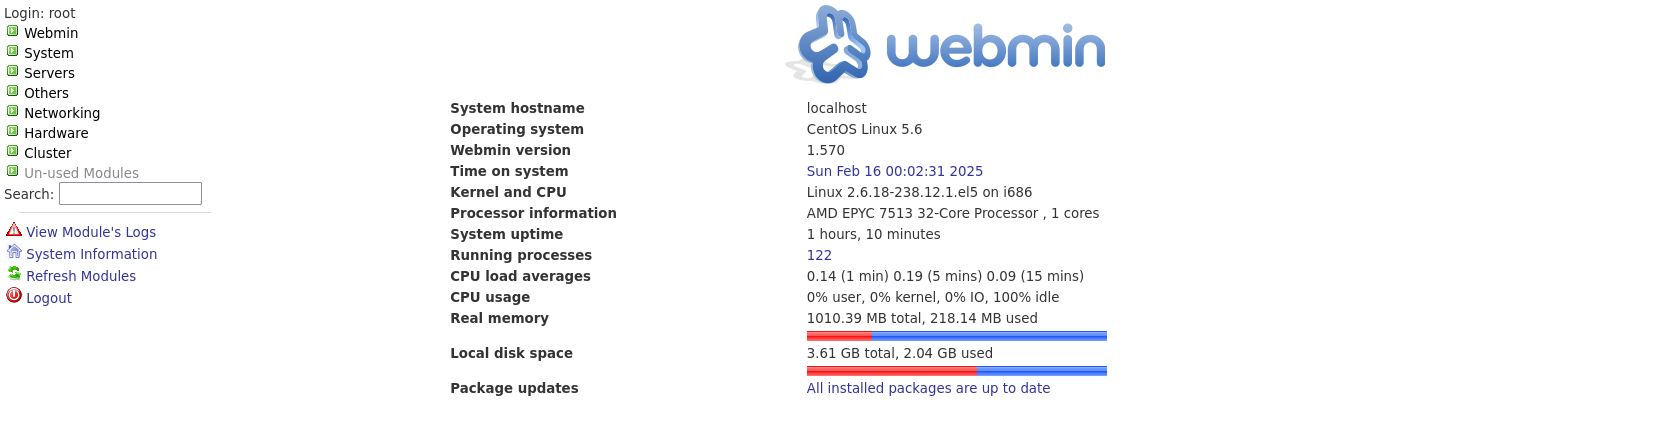 Login: root
Webmin
System
Servers
Others
Networking
Hardware
Cluster
Un-used Modules
Search:
View Module's Logs
System Information
Refresh Modules
Logout
webmin
System hostname localhost
Operating system CentOS Linux 5.6
Webmin version 1.570
Time on system Sun Feb 16 00:02:31 2025
Kernel and CPU Linux 2.6.18-238.12.1.el5 on i686
Processor information AMD EPYC 7513 32-Core Processor , 1 cores
System uptime 1 hours, 10 minutes
Running processes 122
CPU load averages 0.14 (1 min) 0.19 (5 mins) 0.09 (15 mins)
CPU usage 0% user, 0% kernel, 0% IO, 100% idle
Real memory 1010.39 MB total, 218.14 MB used
Local disk space 3.61 GB total, 2.04 GB used
Package updates All installed packages are up to date